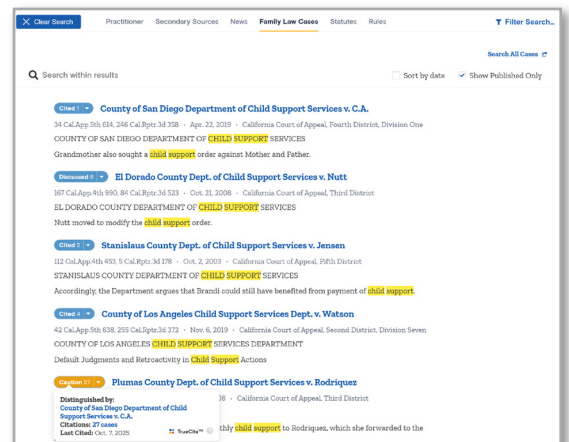 Clear Search Practitioner Secondary Sources News Family Law Cases Statutes Rules Filter Search...
Search All Cases
Search within results Sort by date Show Published Only
Cited 1 County of San Diego Department of Child Support Services v. C.A.
34 Cal.App.5th 614, 246 Cal.Rptr.3d 358 · Apr. 22, 2019 · California Court of Appeal, Fourth District, Division One
COUNTY OF SAN DIEGO DEPARTMENT OF CHILD SUPPORT SERVICES
Grandmother also sought a child support order against Mother and Father.
Discussed 8 El Dorado County Dept. of Child Support Services v. Nutt
167 Cal.App.4th 990, 84 Cal.Rptr.3d 523 · Oct. 21, 2008 · California Court of Appeal, Third District
EL DORADO COUNTY DEPARTMENT OF CHILD SUPPORT SERVICES
Nutt moved to modify the child support order.
Cited Stanislaus County Dept. of Child Support Services v. Jensen
112 Cal.App.4th 453, 5 Cal.Rptr.3d 178 · Oct. 2, 2003 · California Court of Appeal, Fifth District
STANISLAUS COUNTY DEPARTMENT OF CHILD SUPPORT SERVICES
Accordingly, the Department argues that Brandi could still have benefited from payment of child support.
Cited 4 County of Los Angeles Child Support Services Dept. v. Watson
42 Cal.App.5th 638, 255 Cal.Rptr.3d 372 · Nov. 6, 2019 · California Court of Appeal, Second District, Division Seven
COUNTY OF LOS ANGELES CHILD SUPPORT SERVICES DEPARTMENT
Default Judgments and Retroactivity in Child Support Actions
Caution 27 Plumas County Dept. of Child Support Services v. Rodriquez
Distinguished by:
08 · California Court of Appeal, Third District
County of San Diego Department of Child
Support Services v. C.A.
Citations: 27 cases
Last Cited: Oct. 7, 2025 TrueCite™
thly child support to Rodriquez, which she forwarded to the